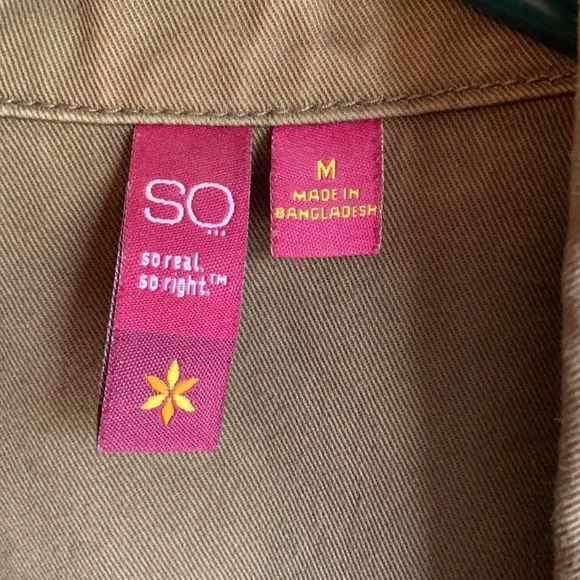 SO...
so real.
so right.™
M
MADE IN
BANGLADESH